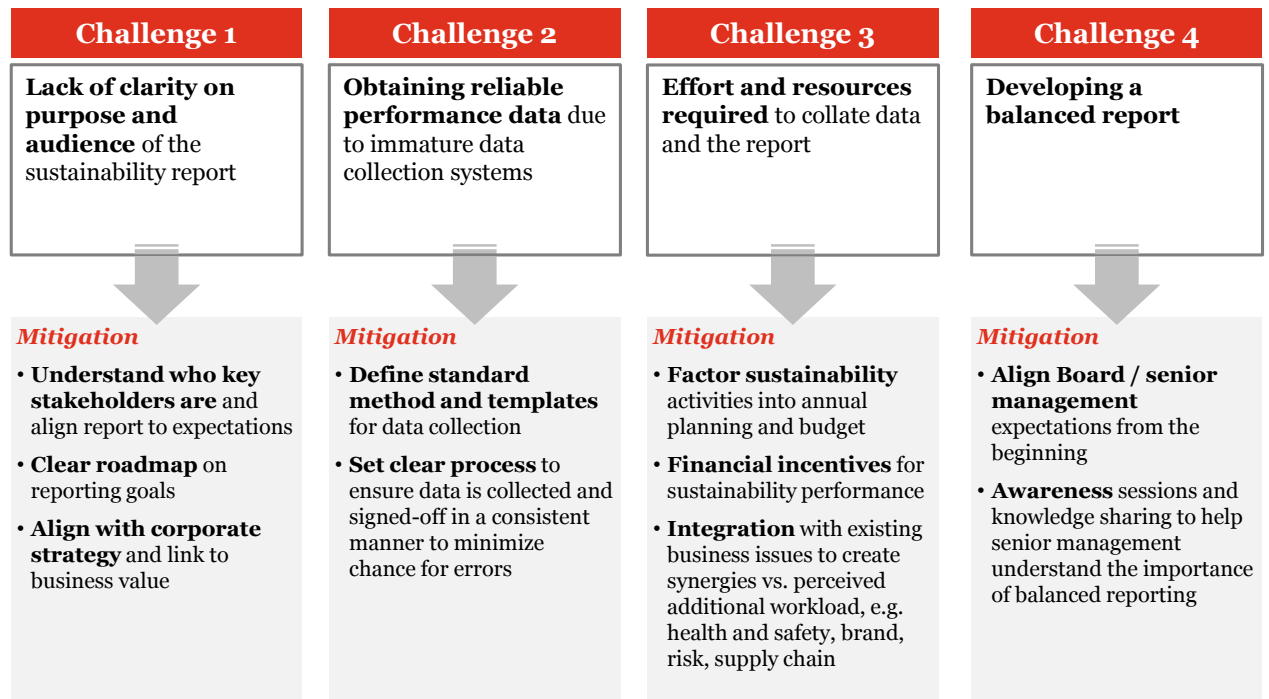 Challenge 1
Lack of clarity on
purpose and
audience of the
sustainability report
Mitigation
• Understand who key
stakeholders are and
align report to expectations
• Clear roadmap on
reporting goals
• Align with corporate
strategy and link to
business value
Challenge 2
Obtaining reliable
performance data due
to immature data
collection systems
Mitigation
• Define standard
method and templates
for data collection
• Set clear process to
ensure data is collected and
signed-off in a consistent
manner to minimize
chance for errors
Challenge 3
Effort and resources
required to collate data
and the report
Mitigation
• Factor sustainability
activities into annual
planning and budget
• Financial incentives for
sustainability performance
• Integration with existing
business issues to create
synergies vs. perceived
additional workload, e.g.
health and safety, brand,
risk, supply chain
Challenge 4
Developing a
balanced report
Mitigation
• Align Board / senior
management
expectations from the
beginning
• Awareness sessions and
knowledge sharing to help
senior management
understand the importance
of balanced reporting